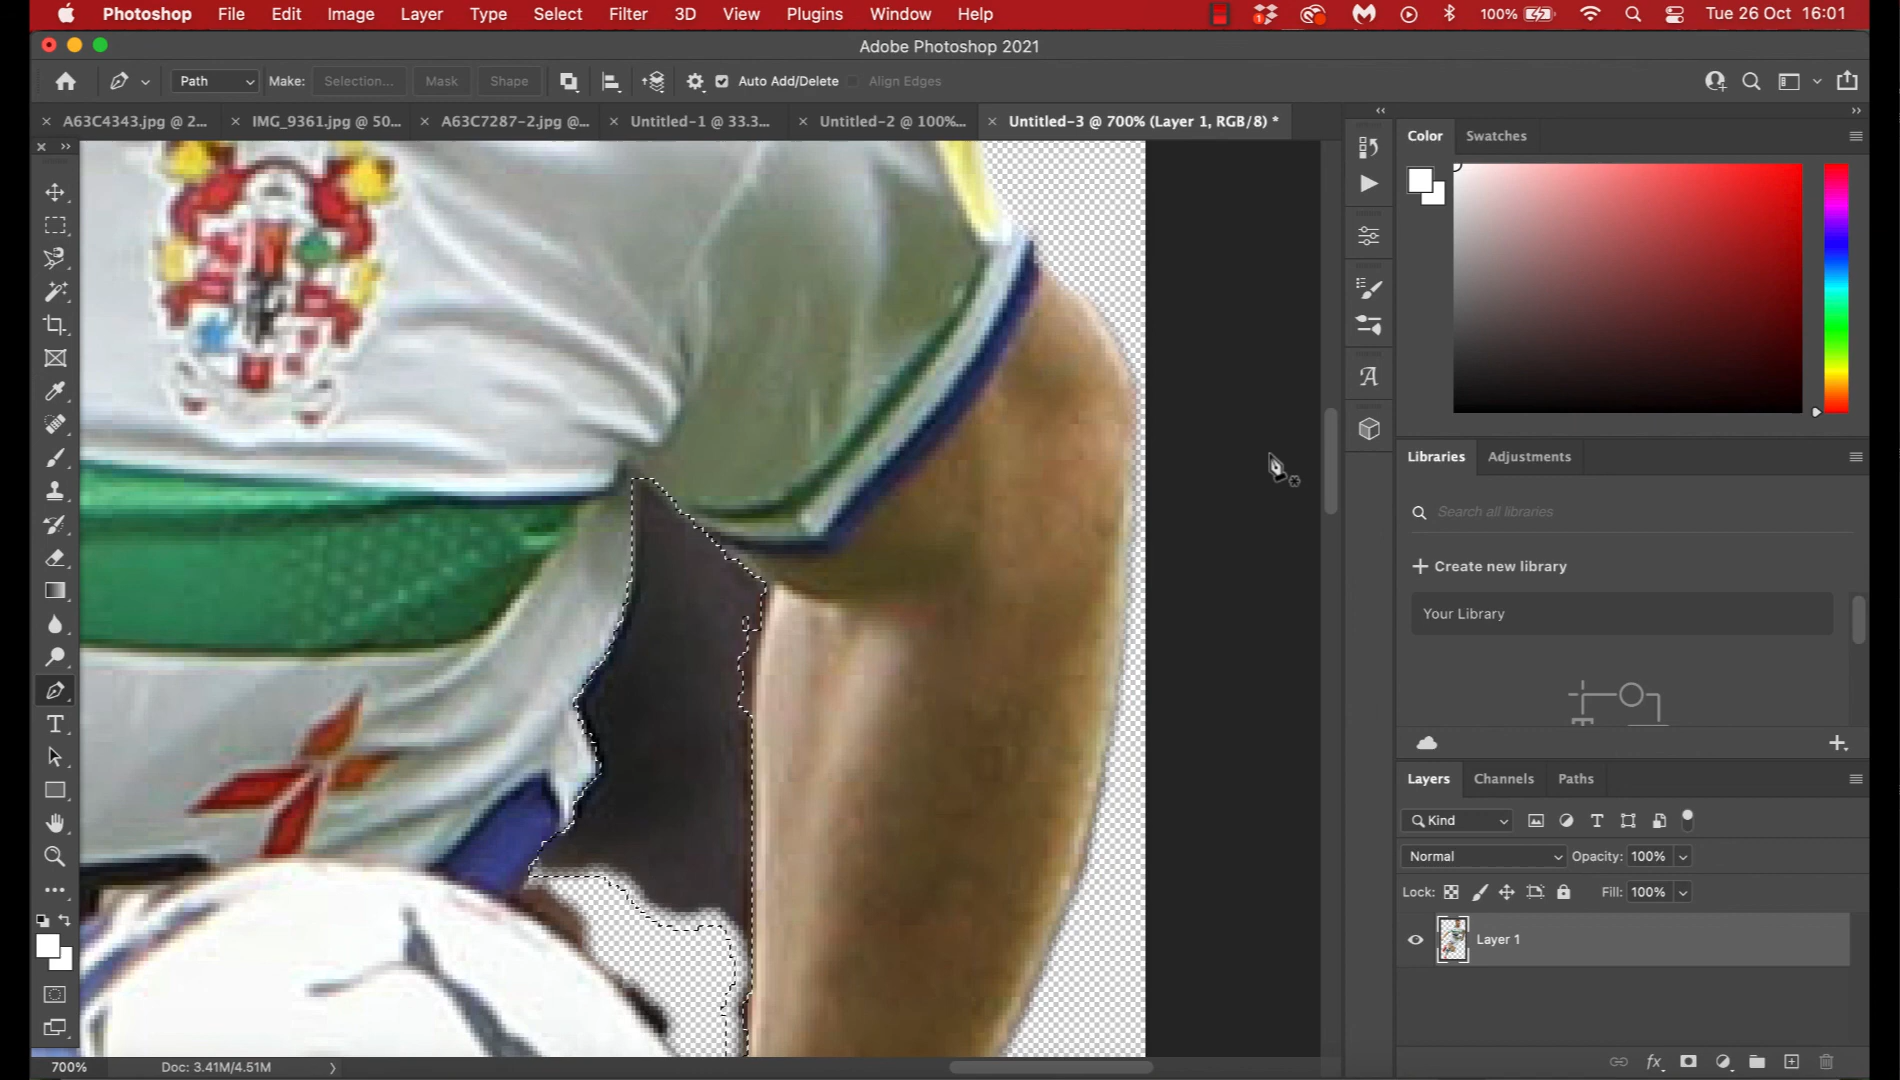 Photoshop File Edit Image Layer Type Select Filter 3D View Plugins Window Help 1 100% Tue 26 Oct 16:01
Adobe Photoshop 2021
Path Make: Selection... Mask Shape Auto Add/Delete Align Edges
A63C4343.jpg @ 2... IMG_9361.jpg @ 50... A63C7287-2.jpg @... Untitled-1 @ 33.3... Untitled-2 @ 100%... Untitled-3 @ 700% (Layer 1, RGB/8) *
Color Swatches
Libraries Adjustments
Search all libraries
Create new library
Your Library
Layers Channels Paths
Kind
Normal Opacity: 100%
Lock: Fill: 100%
Layer 1
700% Doc: 3.41M/4.51M